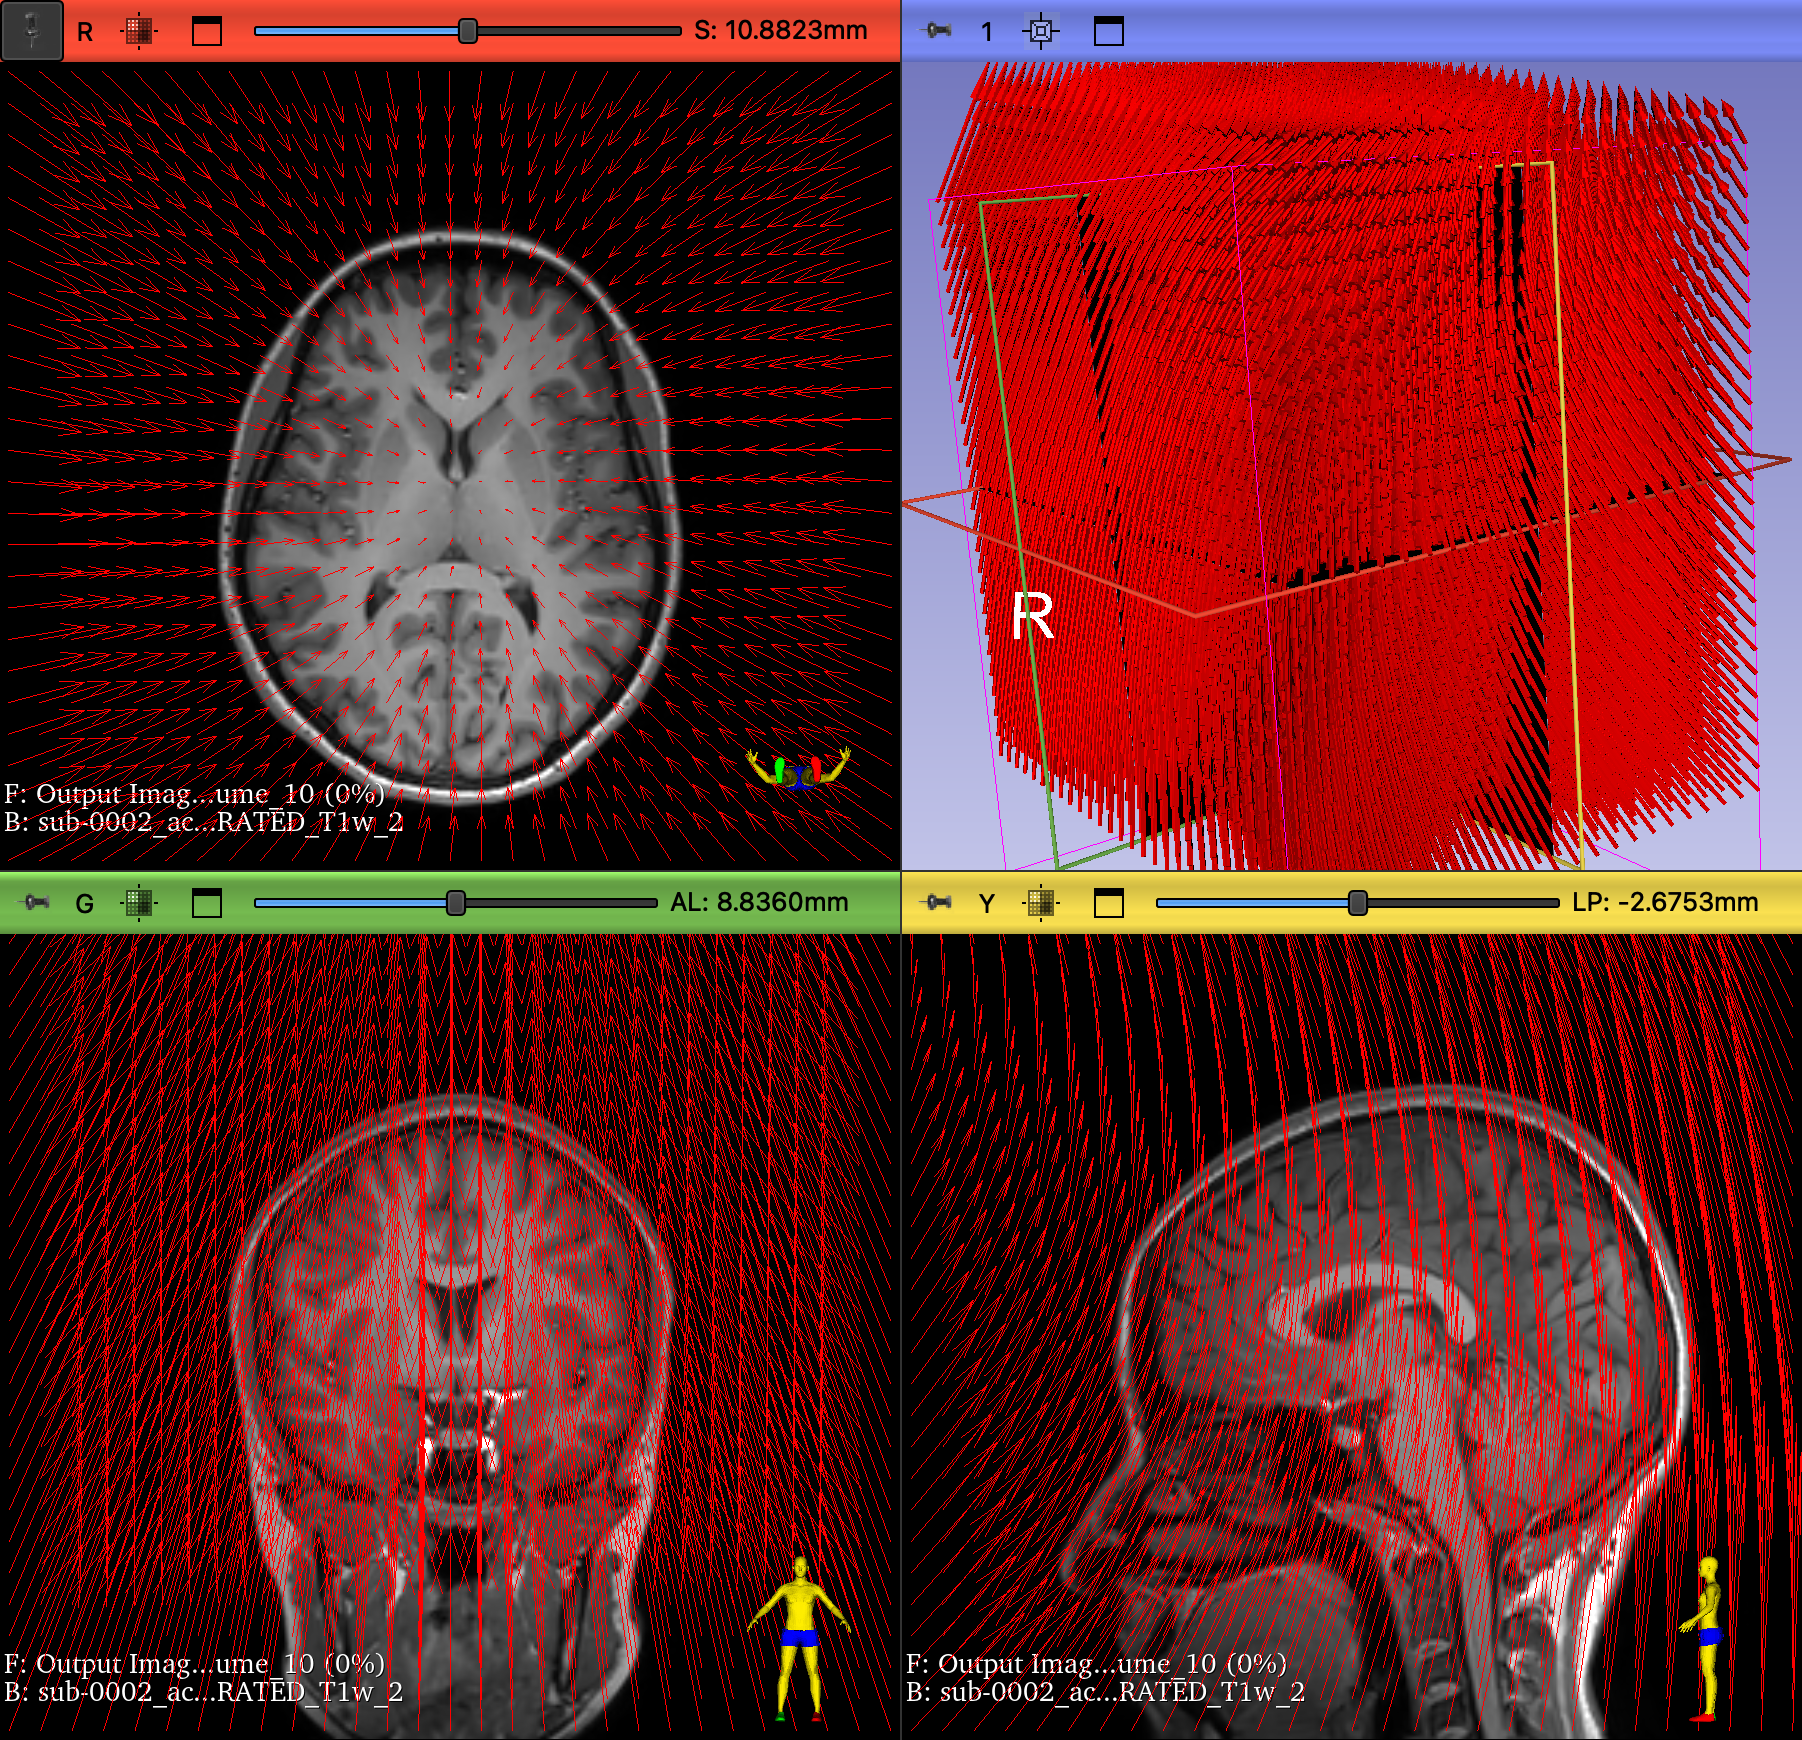 R
S: 10.8823mm
1
R
F: Output Imag...ume_10 (0%)
B: sub-0002_ac...RATED_T1w_2
G
AL: 8.8360mm
Y
LP: -2.6753mm
F: Output Imag...ume_10 (0%)
B: sub-0002_ac...RATED_T1w_2
F: Output Imag...ume_10 (0%)
B: sub-0002_ac...RATED_T1w_2